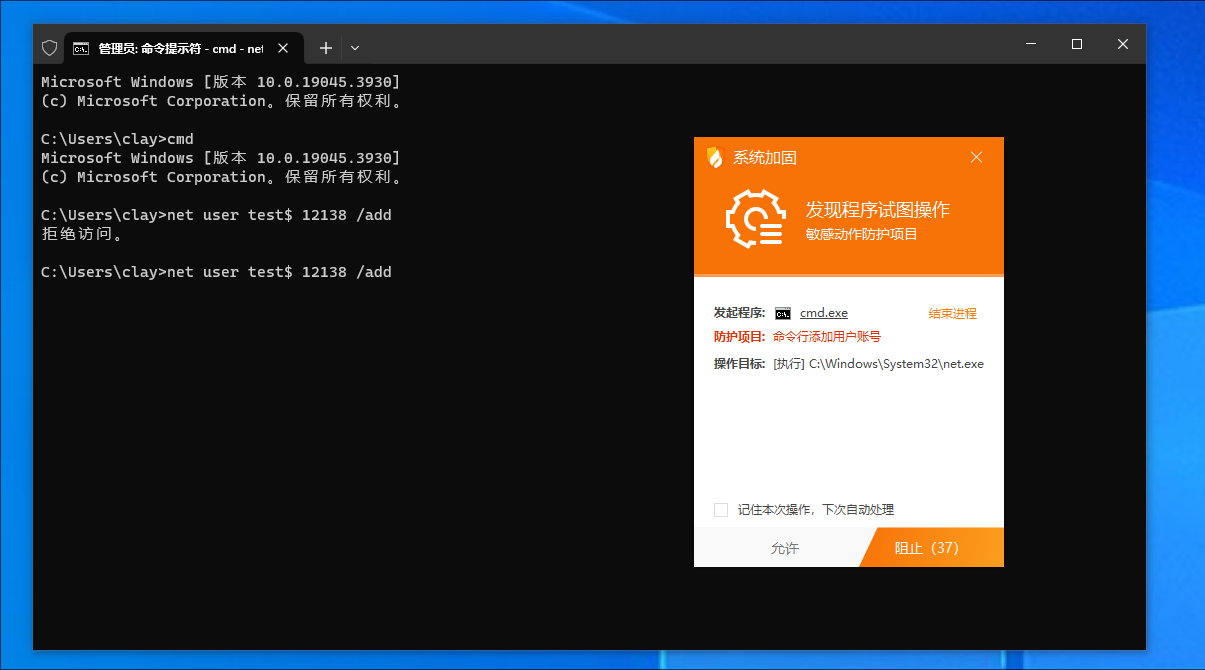 管理员: 命令提示符 - cmd - net
Microsoft Windows [版本 10.0.19045.3930]
(c) Microsoft Corporation。保留所有权利。
C:\Users\clay>cmd
Microsoft Windows [版本 10.0.19045.3930]
(c) Microsoft Corporation。保留所有权利。
C:\Users\clay>net user test$ 12138 /add
拒绝访问。
C:\Users\clay>net user test$ 12138 /add
系统加固
发现程序试图操作
敏感动作防护项目
发起程序: cmd.exe 结束进程
防护项目: 命令行添加用户账号
操作目标: [执行] C:\Windows\System32\net.exe
记住本次操作，下次自动处理
允许 阻止（37）